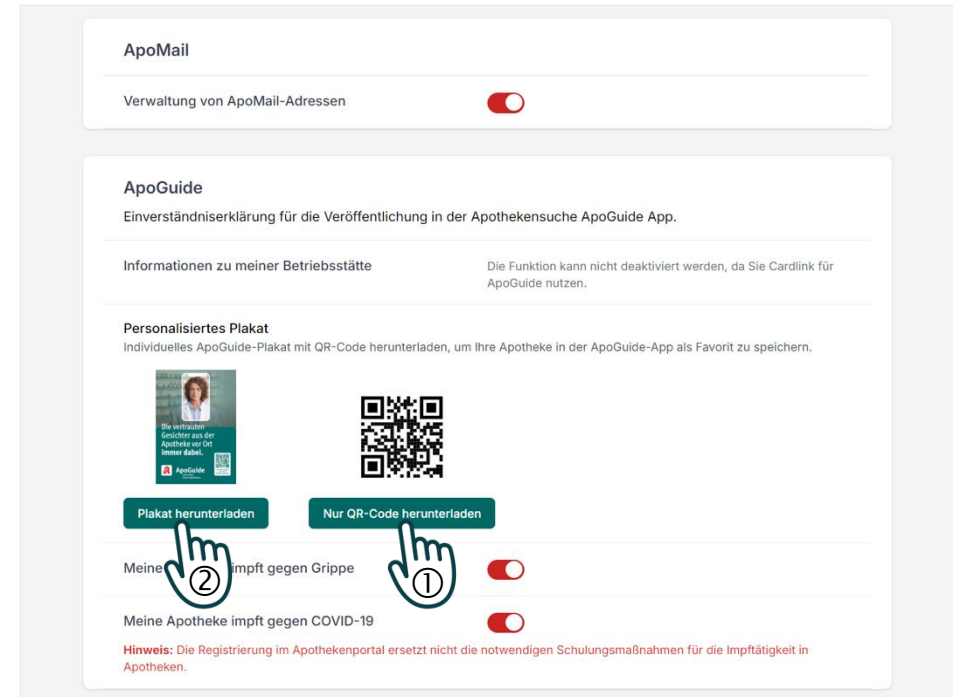 ApoMail
Verwaltung von ApoMail-Adressen
ApoGuide
Einverständniserklärung für die Veröffentlichung in der Apothekensuche ApoGuide App.
Informationen zu meiner Betriebsstätte
Die Funktion kann nicht deaktiviert werden, da Sie Cardlink für
ApoGuide nutzen.
Personalisiertes Plakat
Individuelles ApoGuide-Plakat mit QR-Code herunterladen, um Ihre Apotheke in der ApoGuide-App als Favorit zu speichern.
Die vertrauten
Gesichter aus der
Apotheke vor Ort
Immer dabei.
ApoGuide
Plakat herunterladen
Nur QR-Code herunterladen
Meine impft gegen Grippe
②
①
Meine Apotheke impft gegen COVID-19
Hinweis: Die Registrierung im Apothekenportal ersetzt nicht die notwendigen Schulungsmaßnahmen für die Impftätigkeit in
Apotheken.